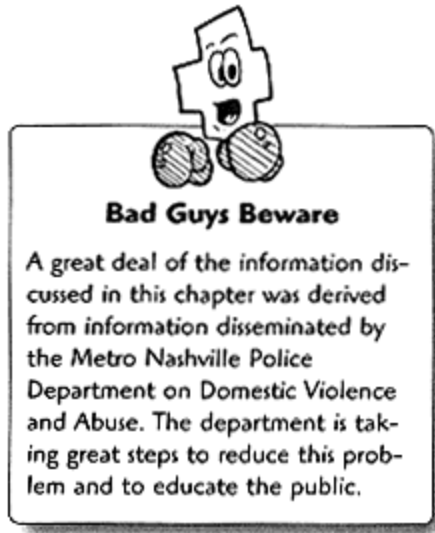 Bad Guys Beware
A great deal of the information dis-
cussed in this chapter was derived
from information disseminated by
the Metro Nashville Police
Department on Domestic Violence
and Abuse. The department is tak-
ing great steps to reduce this prob-
lem and to educate the public.